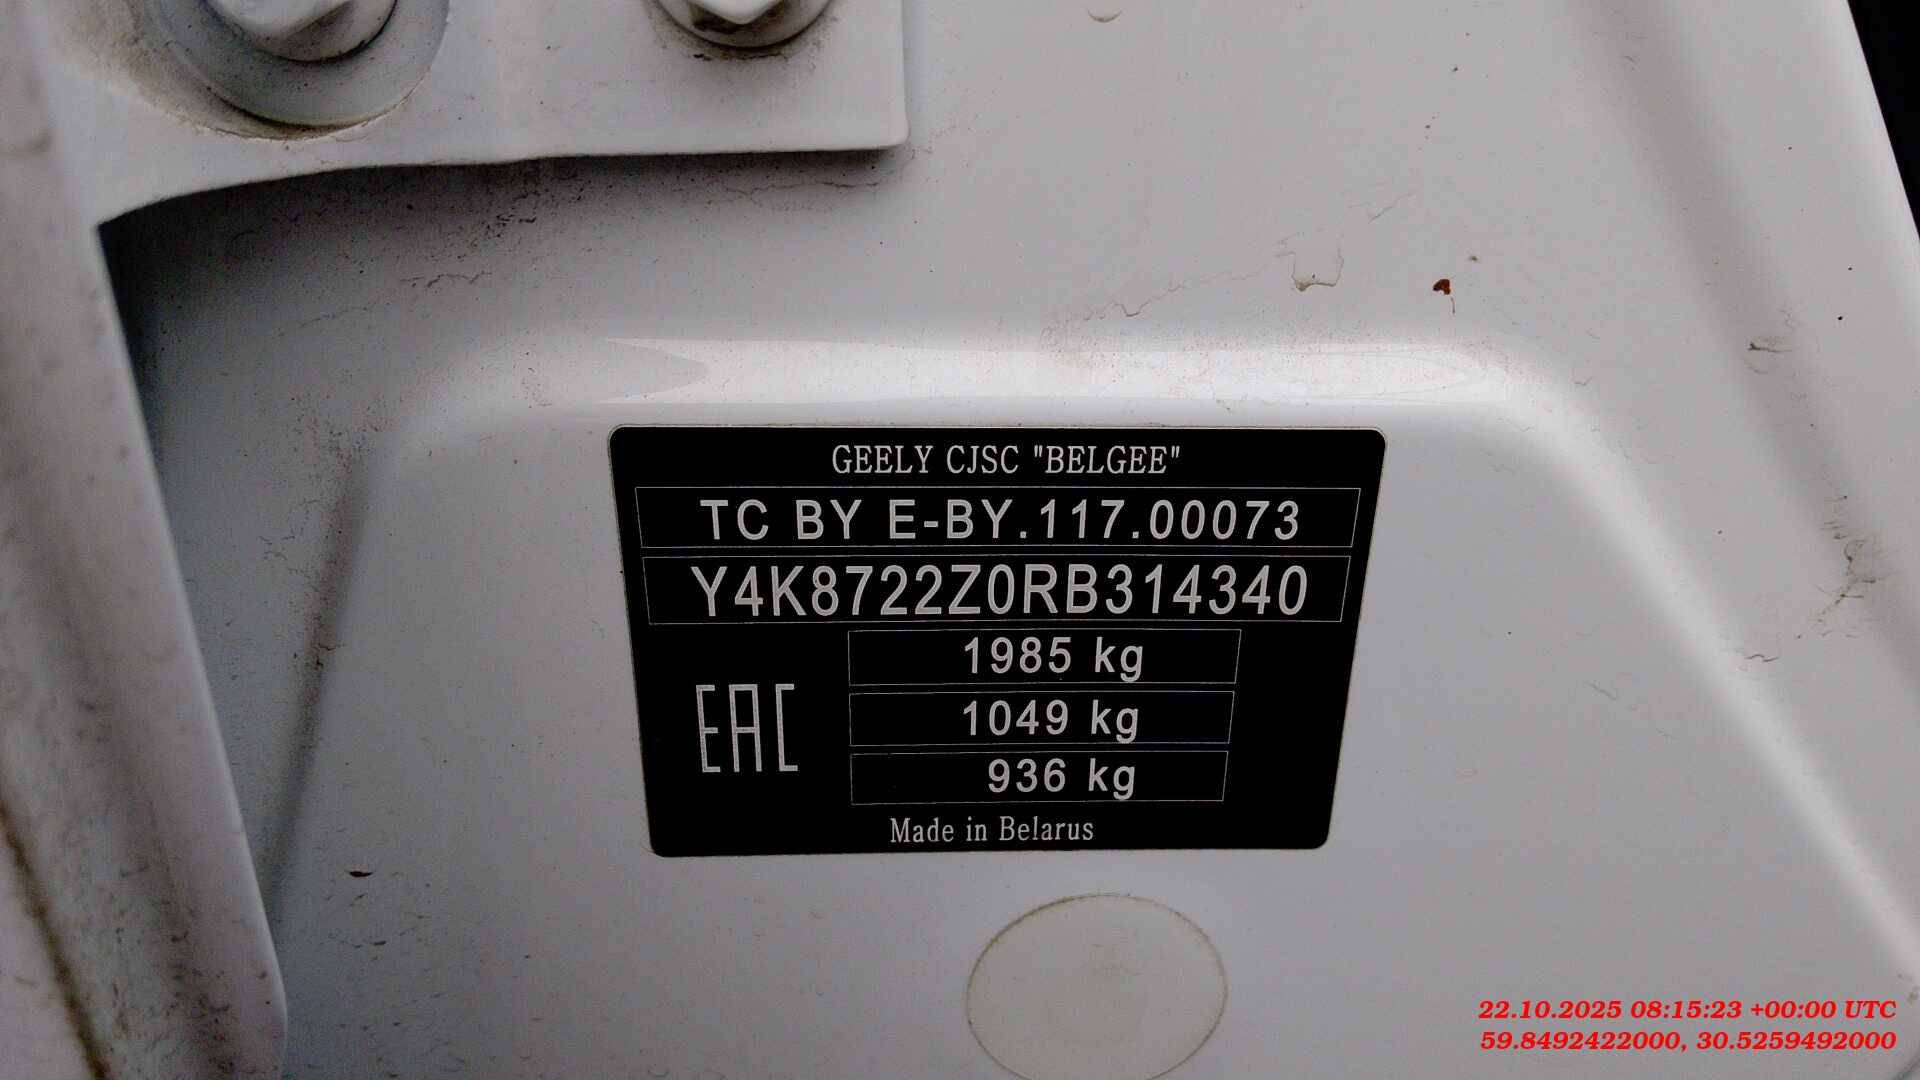 GEELY CJSC "BELGEE"
TC BY E-BY.117.00073
Y4K8722Z0RB314340
1985 kg
EAC
1049 kg
936 kg
Made in Belarus
22.10.2025 08:15:23 +00:00 UTC
59.8492422000, 30.5259492000